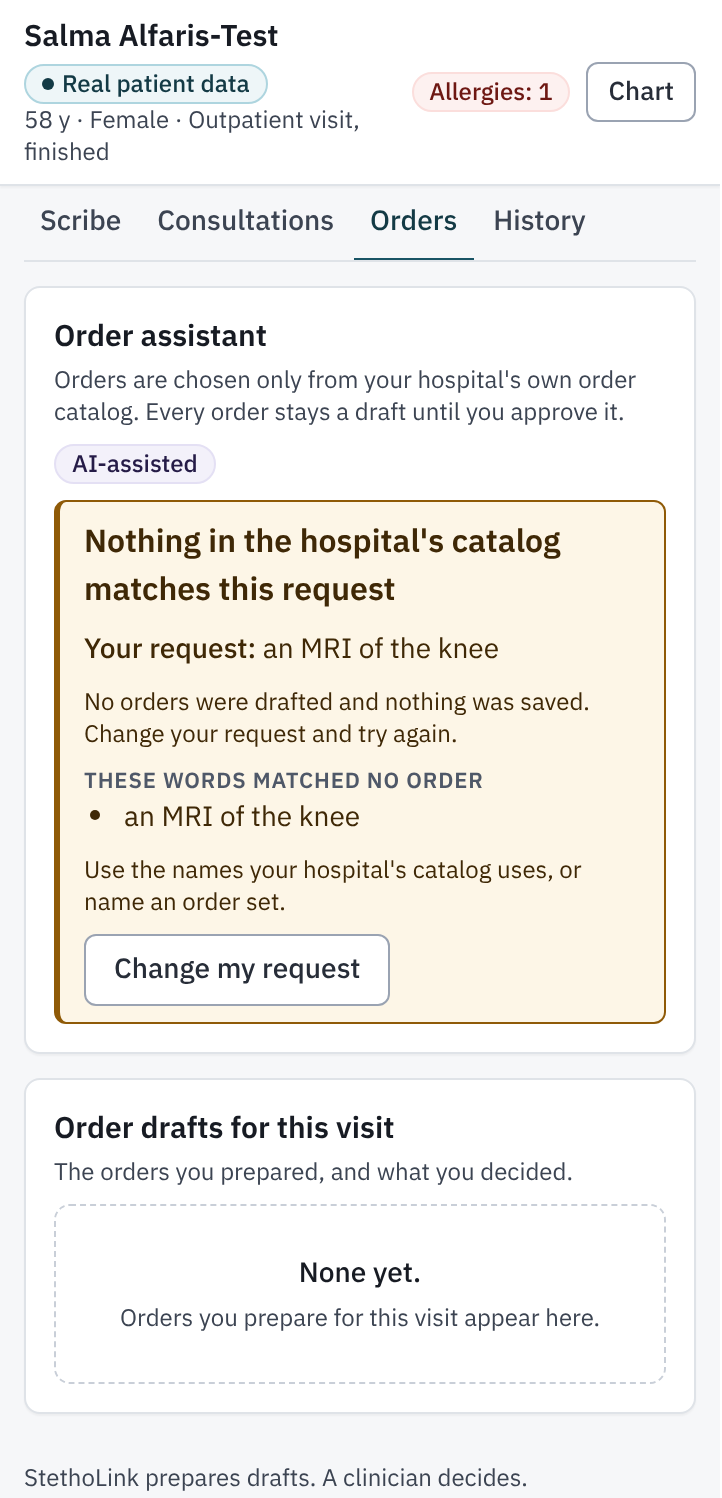 Salma Alfaris-Test
Real patient data
58 y · Female · Outpatient visit,
finished
Allergies: 1
Chart
Scribe
Consultations
Orders
History
Order assistant
Orders are chosen only from your hospital's own order
catalog. Every order stays a draft until you approve it.
AI-assisted
Nothing in the hospital's catalog
matches this request
Your request: an MRI of the knee
No orders were drafted and nothing was saved.
Change your request and try again.
THESE WORDS MATCHED NO ORDER
• an MRI of the knee
Use the names your hospital's catalog uses, or
name an order set.
Change my request
Order drafts for this visit
The orders you prepared, and what you decided.
None yet.
Orders you prepare for this visit appear here.
StethoLink prepares drafts. A clinician decides.